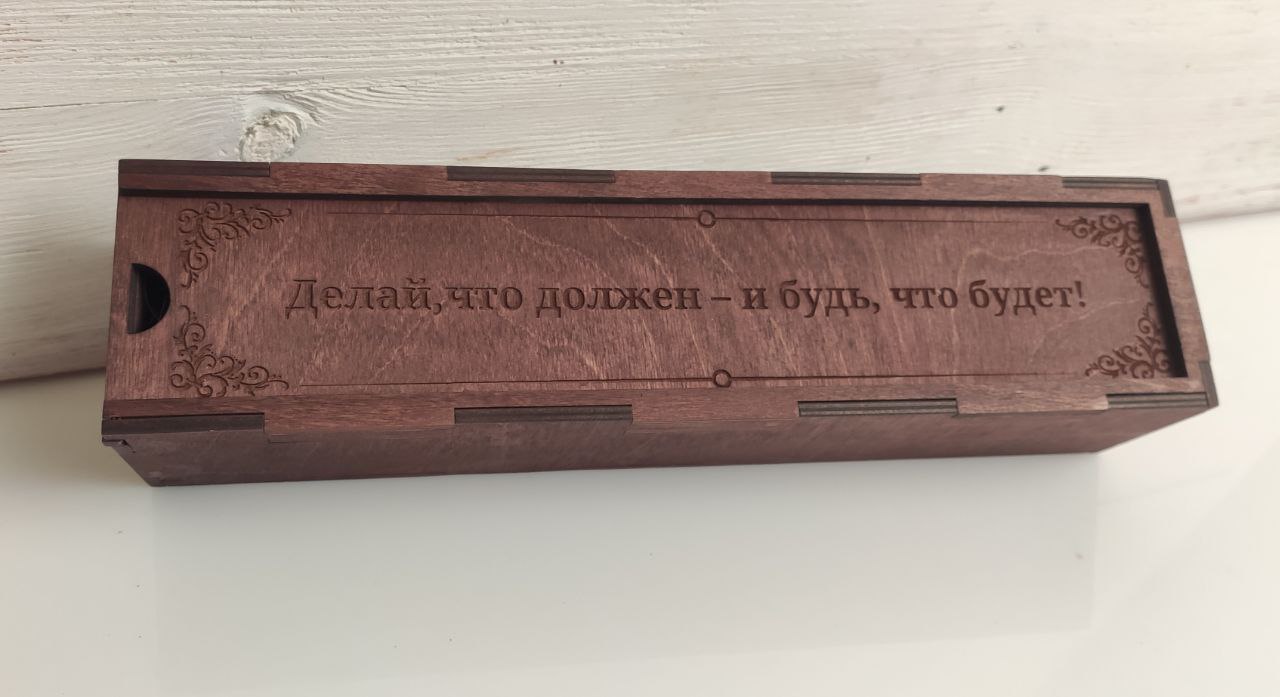 Делай,что должен – и будь, что будет!